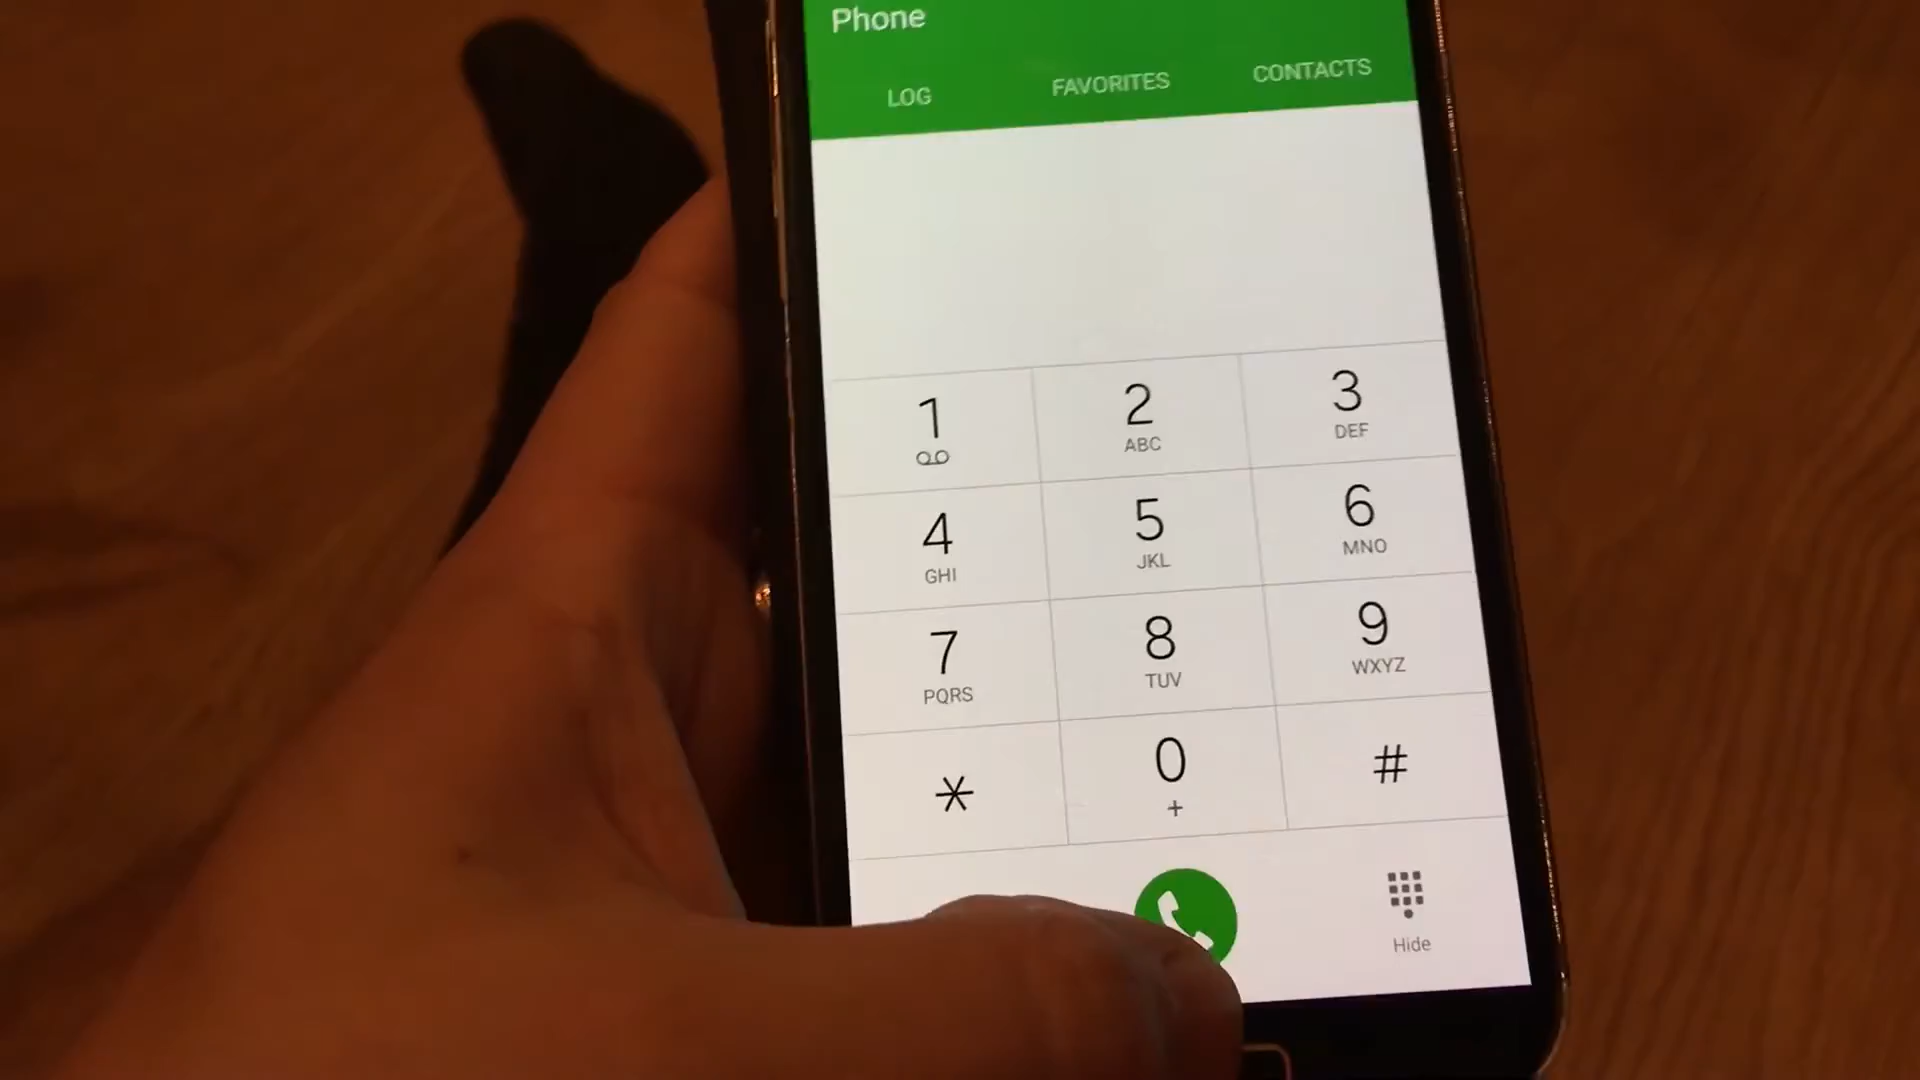 Phone
LOG FAVORITES CONTACTS
1 2 3
ABC DEF
4 5 6
GHI JKL MNO
7 8 9
PQRS TUV WXYZ
* 0 #
+
Hide